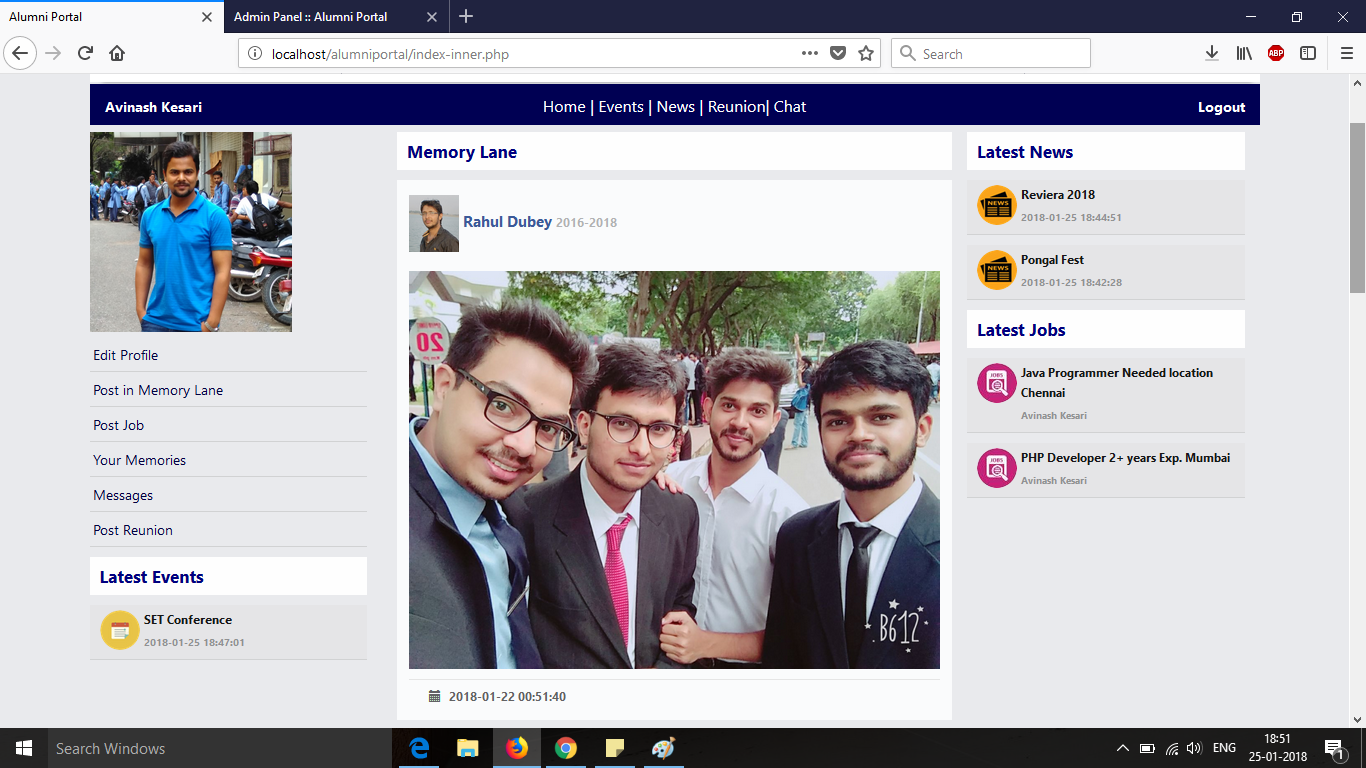 Alumni Portal
Admin Panel :: Alumni Portal
localhost/alumniportal/index-inner.php
Search
ABP
Avinash Kesari
Home | Events | News | Reunion| Chat
Logout
Edit Profile
Post in Memory Lane
Post Job
Your Memories
Messages
Post Reunion
Latest Events
SET Conference
2018-01-25 18:47:01
Memory Lane
Rahul Dubey 2016-2018
20
B612
2018-01-22 00:51:40
Latest News
NEWS
Reviera 2018
2018-01-25 18:44:51
NEWS
Pongal Fest
2018-01-25 18:42:28
Latest Jobs
JOBS
Java Programmer Needed location
Chennai
Avinash Kesari
JOBS
PHP Developer 2+ years Exp. Mumbai
Avinash Kesari
Search Windows
ENG
18:51
25-01-2018
1